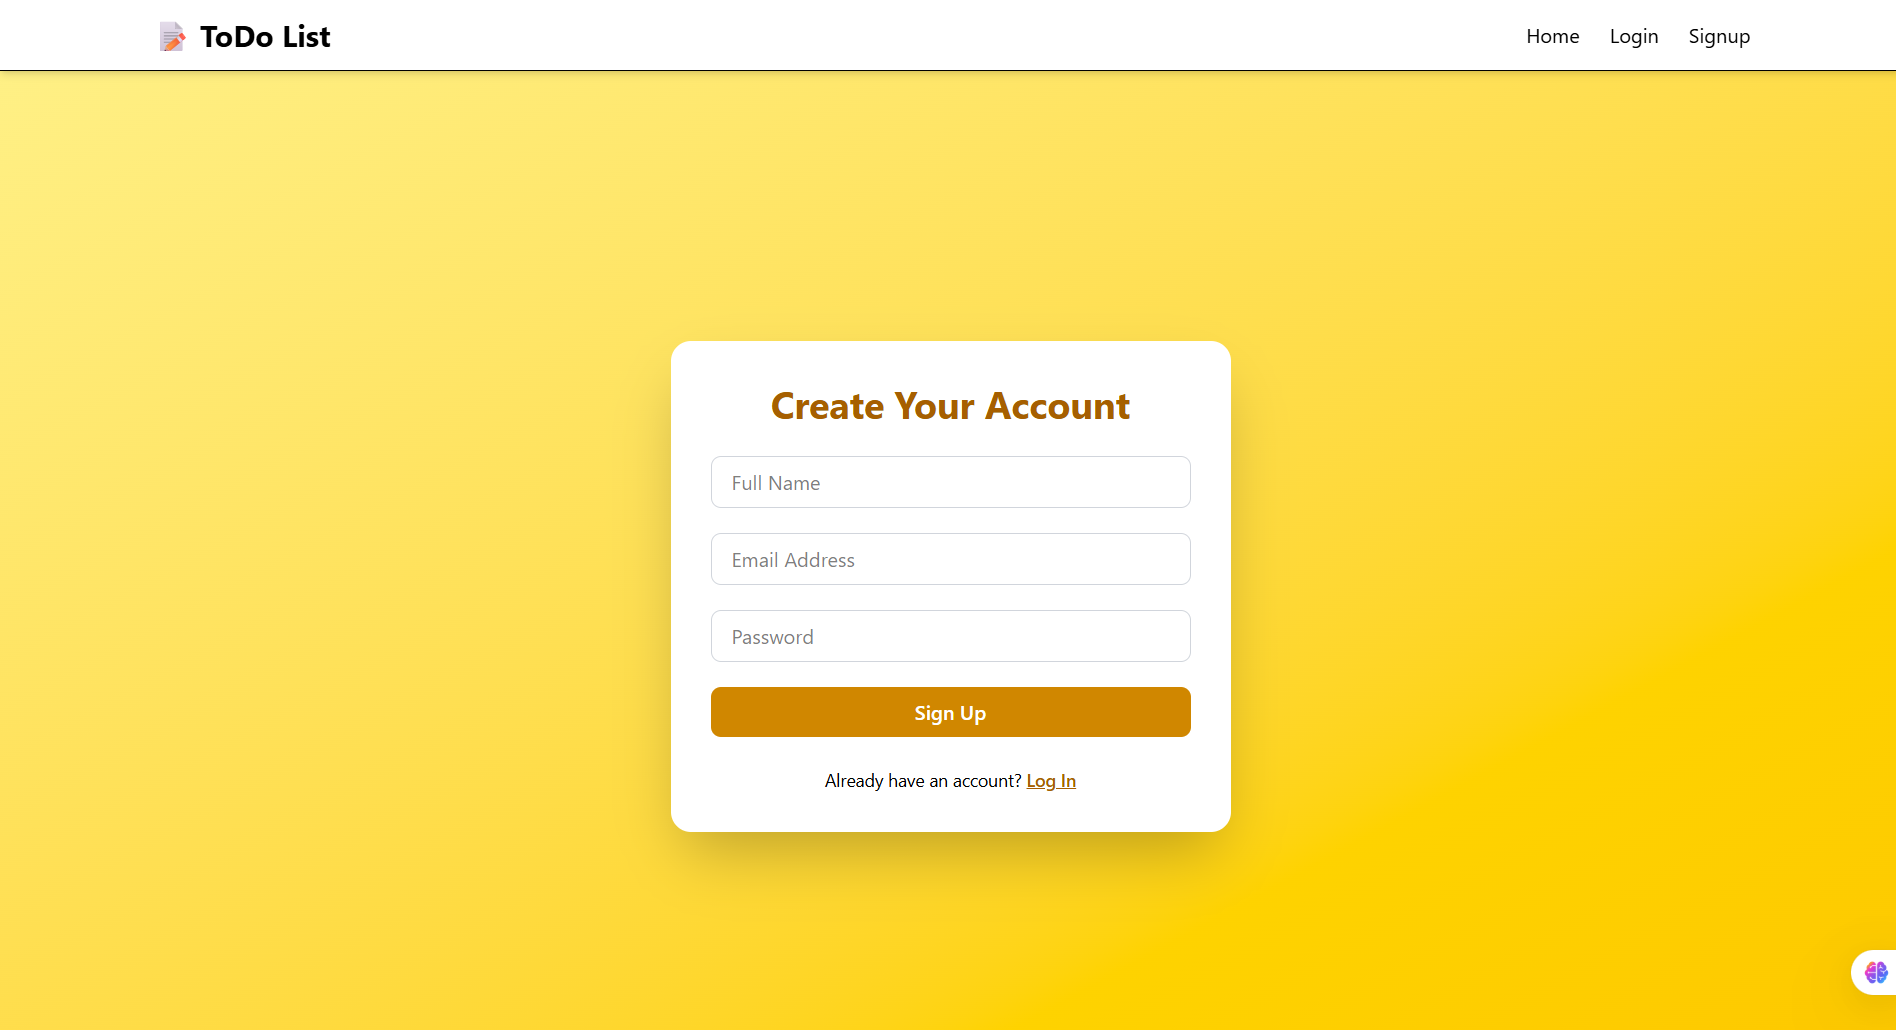 ToDo List
Home Login Signup
Create Your Account
Full Name
Email Address
Password
Sign Up
Already have an account? Log In